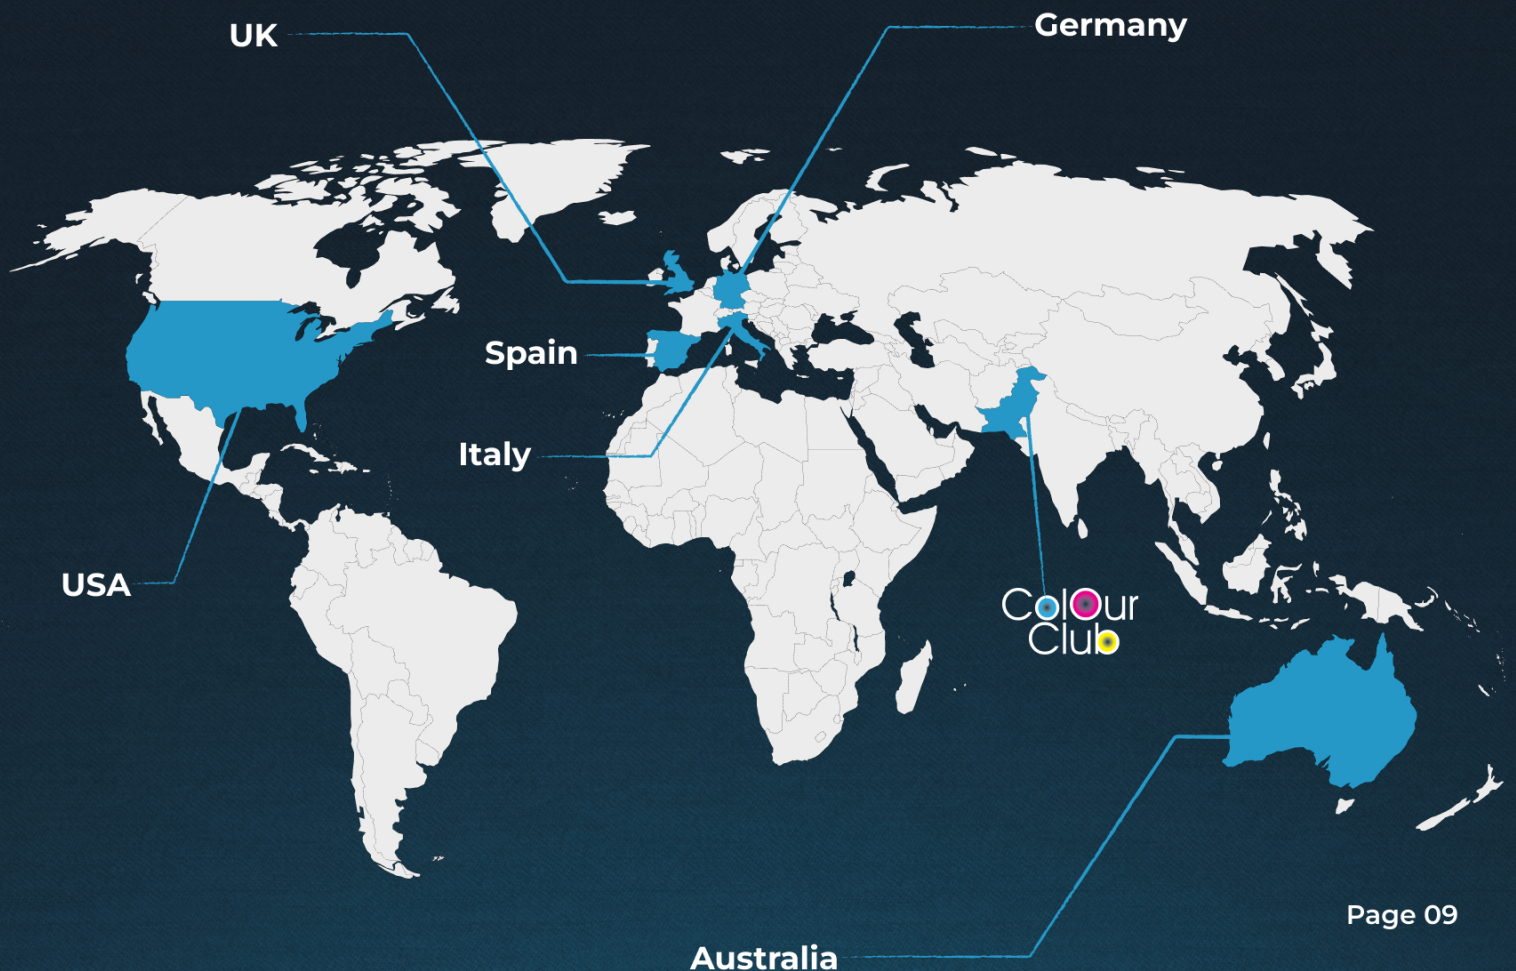 UK
Germany
Spain
Italy
USA
ColOur
Club
Page 09
Australia